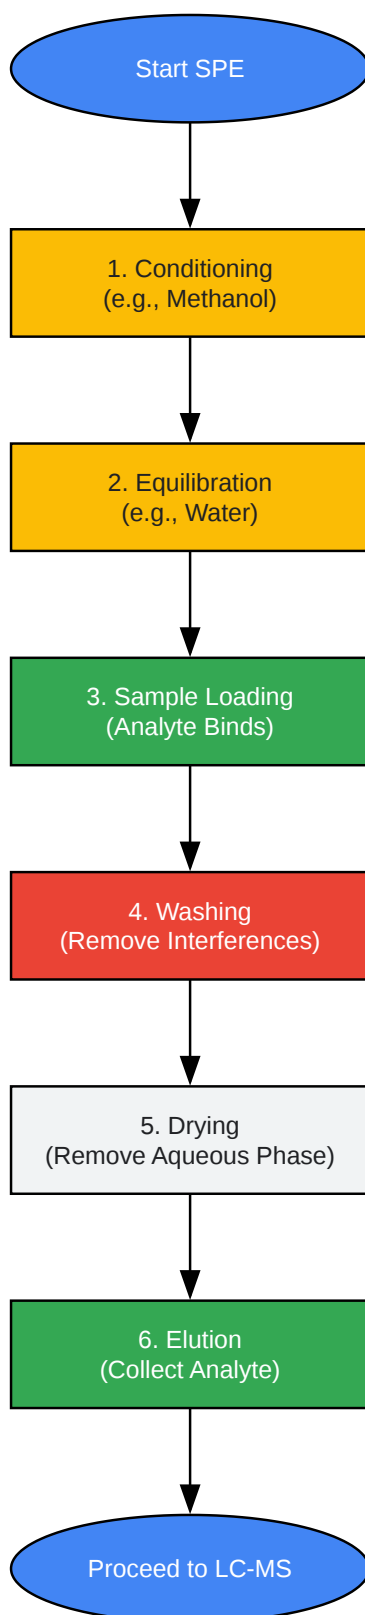 Start SPE
1. Conditioning
(e.g., Methanol)
2. Equilibration
(e.g., Water)
3. Sample Loading
(Analyte Binds)
4. Washing
(Remove Interferences)
5. Drying
(Remove Aqueous Phase)
6. Elution
(Collect Analyte)
Proceed to LC-MS